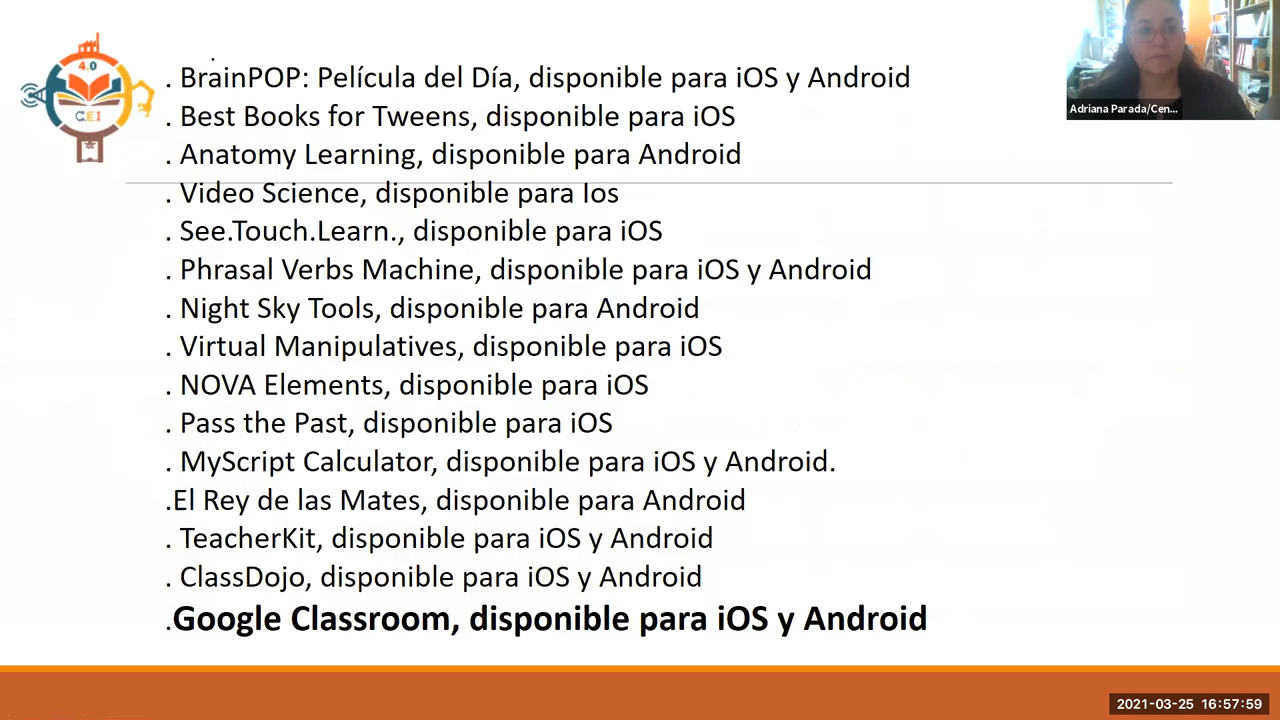 .
. BrainPOP: Película del Día, disponible para iOS y Android
. Best Books for Tweens, disponible para iOS
. Anatomy Learning, disponible para Android
. Video Science, disponible para Ios
. See.Touch.Learn., disponible para iOS
. Phrasal Verbs Machine, disponible para iOS y Android
. Night Sky Tools, disponible para Android
. Virtual Manipulatives, disponible para iOS
. NOVA Elements, disponible para iOS
. Pass the Past, disponible para iOS
. MyScript Calculator, disponible para iOS y Android.
.El Rey de las Mates, disponible para Android
. TeacherKit, disponible para iOS y Android
. ClassDojo, disponible para iOS y Android
.Google Classroom, disponible para iOS y Android
4.0
C.E.I
Adriana Parada/Cen...
2021-03-25 16:57:59